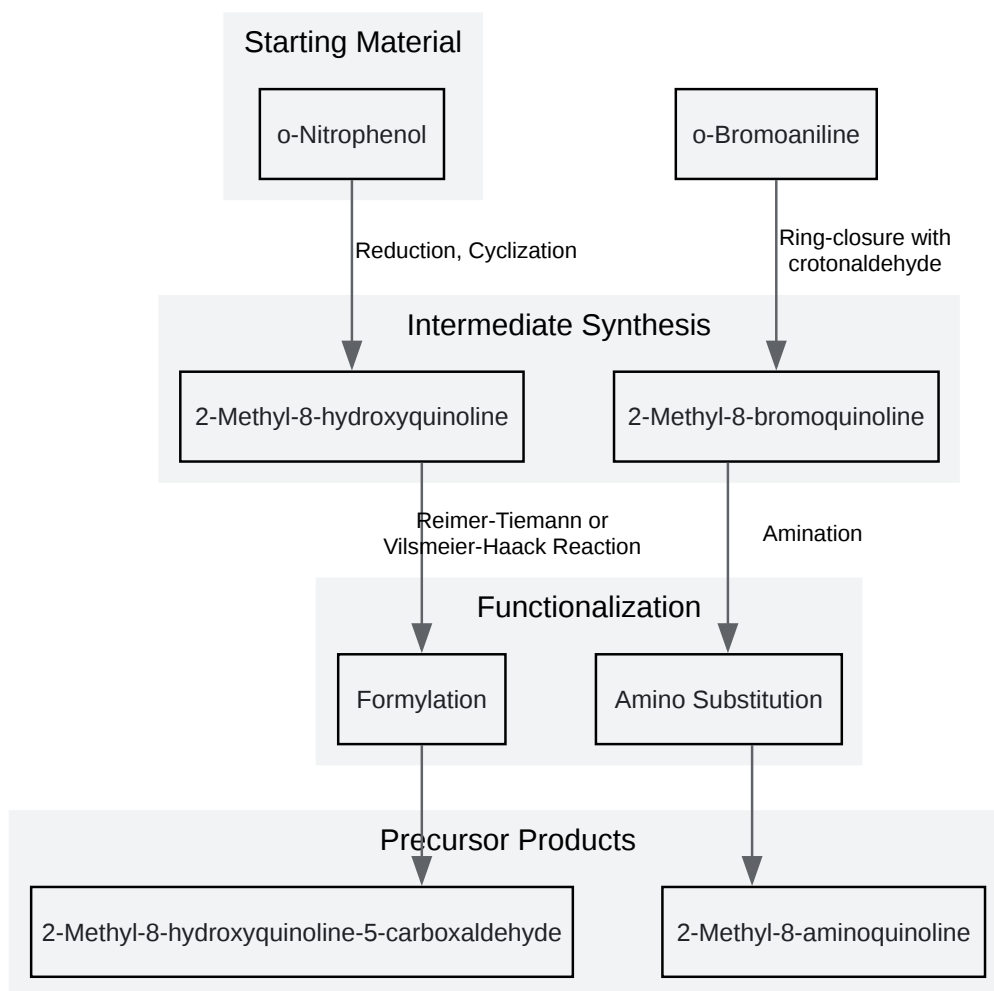 Starting Material
o-Nitrophenol
o-Bromoaniline
Reduction, Cyclization
Ring-closure with
crotonaldehyde
Intermediate Synthesis
2-Methyl-8-hydroxyquinoline
2-Methyl-8-bromoquinoline
Reimer-Tiemann or
Vilsmeier-Haack Reaction
Amination
Functionalization
Formylation
Amino Substitution
Precursor Products
2-Methyl-8-hydroxyquinoline-5-carboxaldehyde
2-Methyl-8-aminoquinoline